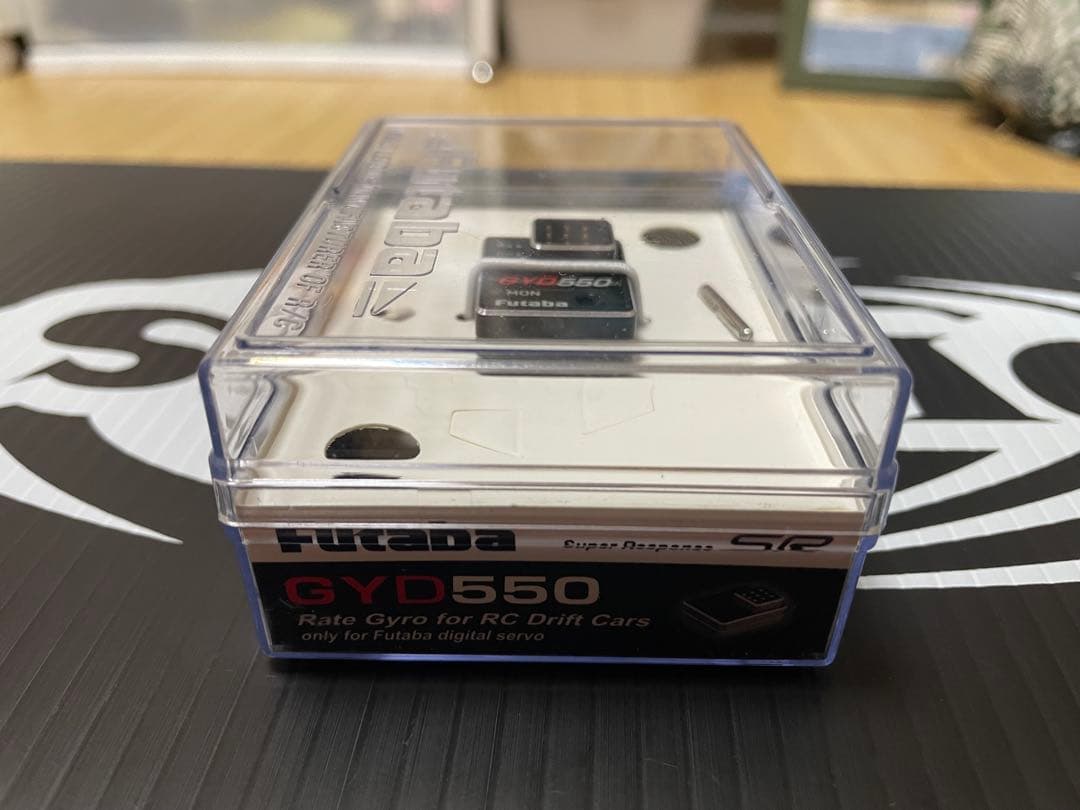 Futaba
GYD550
MON
Futaba
Futaba
Super Response SR
GYD550
Rate Gyro for RC Drift Cars
only for Futaba digital servo